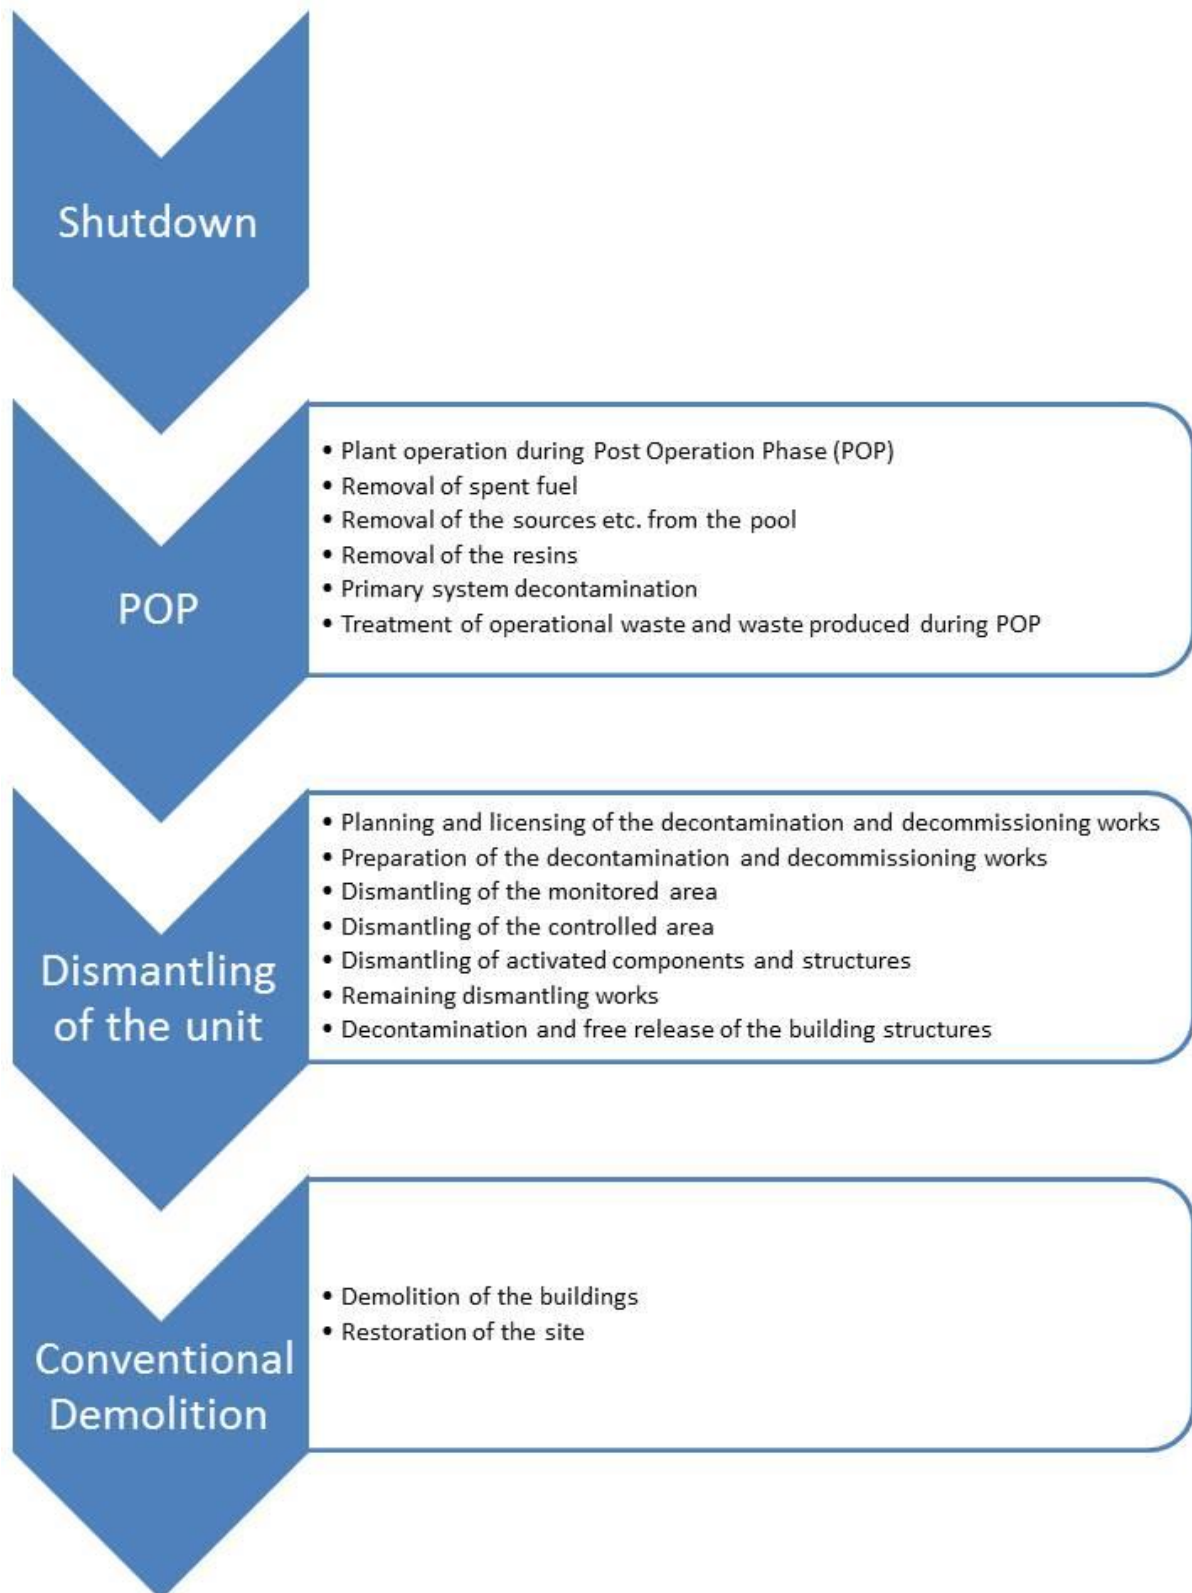 Shutdown
POP
• Plant operation during Post Operation Phase (POP)
• Removal of spent fuel
• Removal of the sources etc. from the pool
• Removal of the resins
• Primary system decontamination
• Treatment of operational waste and waste produced during POP
Dismantling
of the unit
• Planning and licensing of the decontamination and decommissioning works
• Preparation of the decontamination and decommissioning works
• Dismantling of the monitored area
• Dismantling of the controlled area
• Dismantling of activated components and structures
• Remaining dismantling works
• Decontamination and free release of the building structures
Conventional
Demolition
• Demolition of the buildings
• Restoration of the site